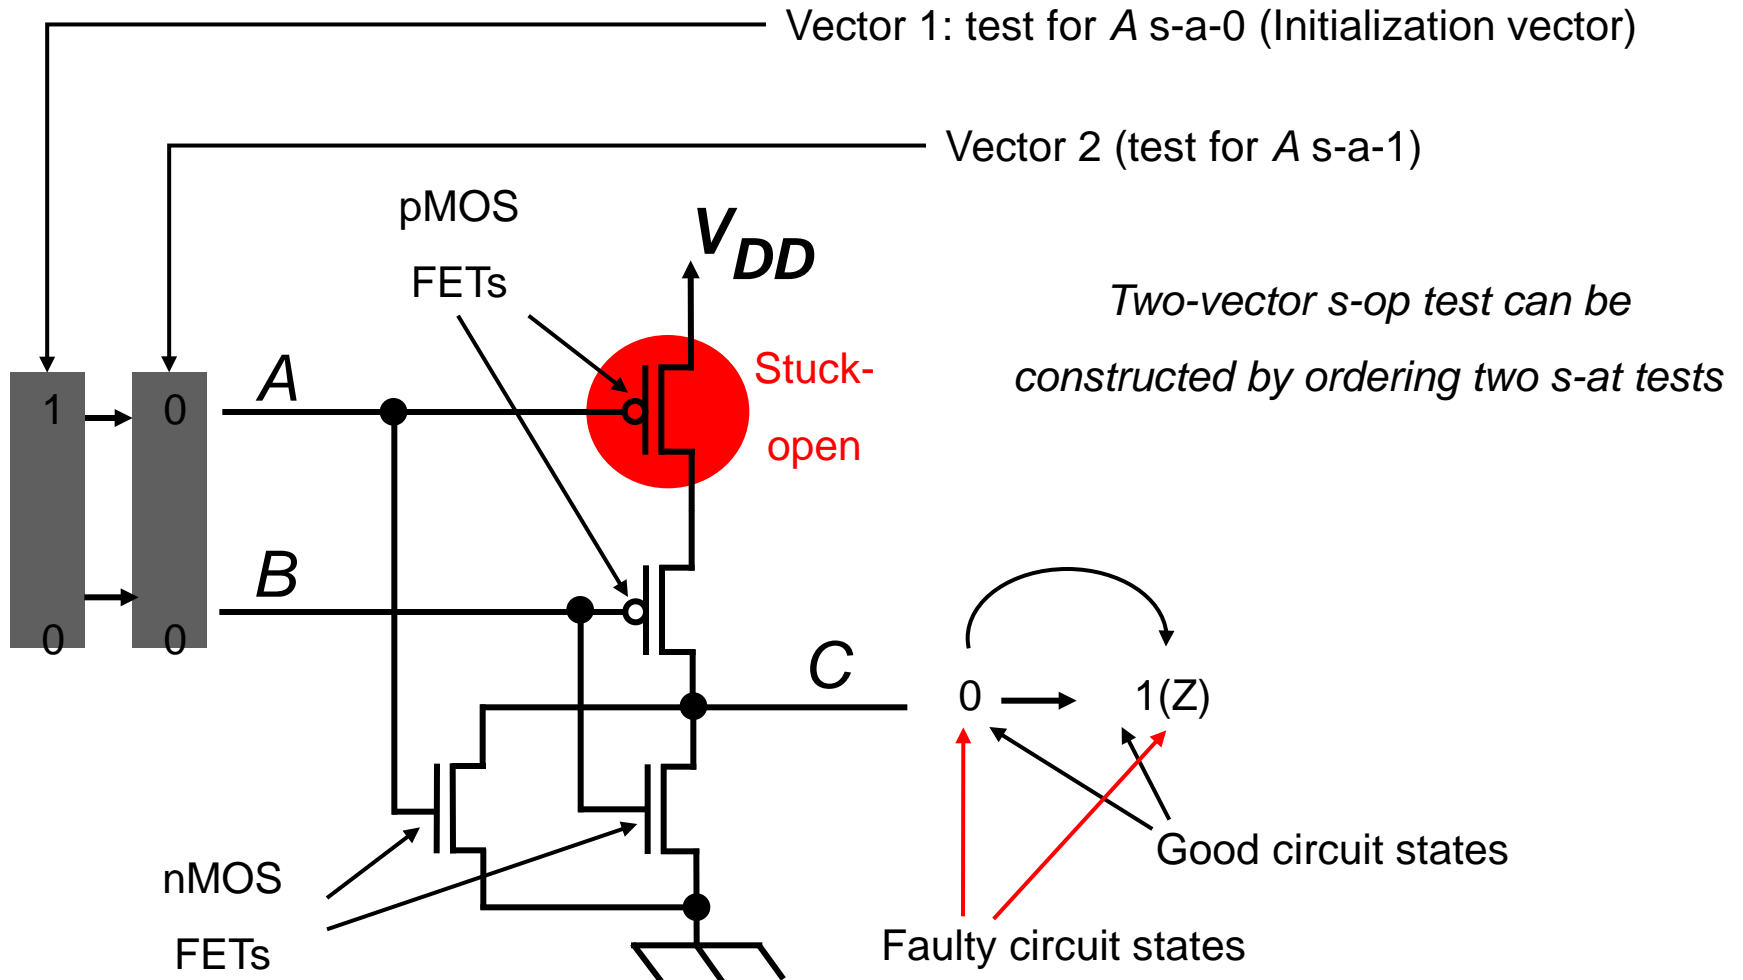 Vector 1: test for A s-a-0 (Initialization vector)
Vector 2 (test for A s-a-1)
pMOS
FETs
VDD
Two-vector s-op test can be
constructed by ordering two s-at tests
Stuck-
open
A
1 0
B
0 0
C
0 1(Z)
Good circuit states
nMOS
FETs
Faulty circuit states